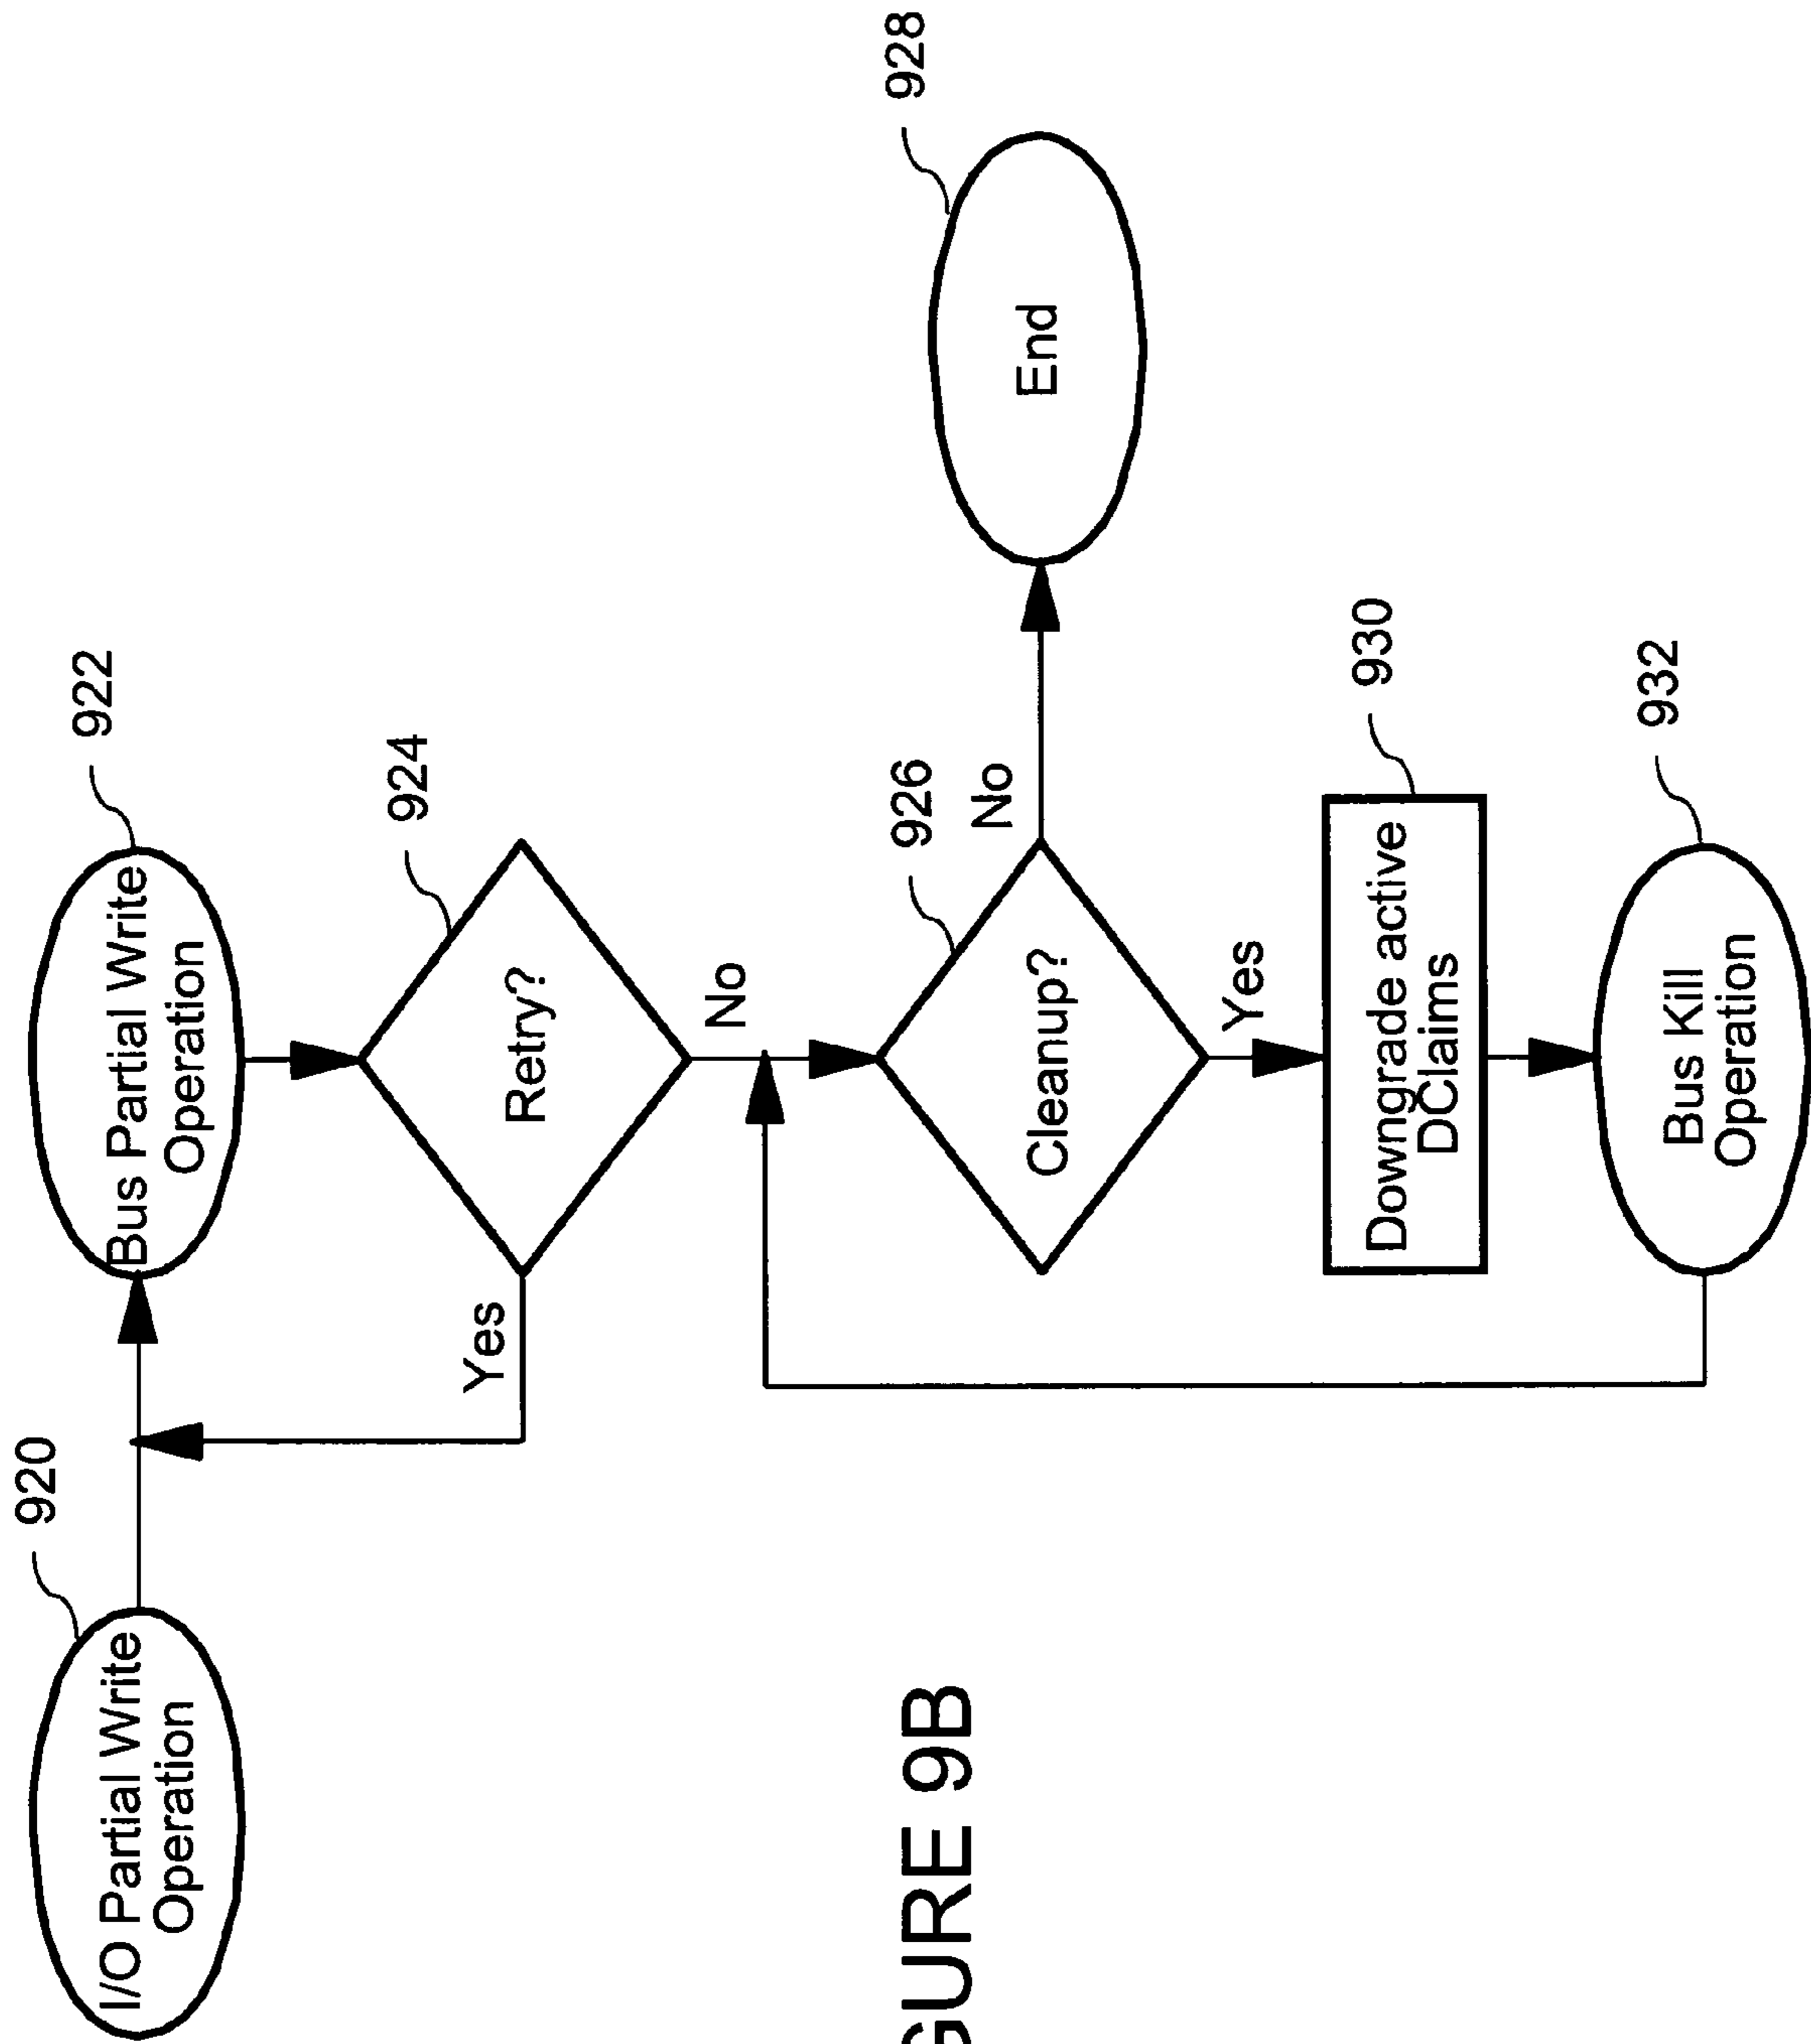 920
I/O Partial Write
Operation
922
Bus Partial Write
Operation
924
Retry?
Yes
No
926
Cleanup?
No
928
End
Yes
930
Downgrade active
DClaims
932
Bus Kill
Operation
GURE 9B